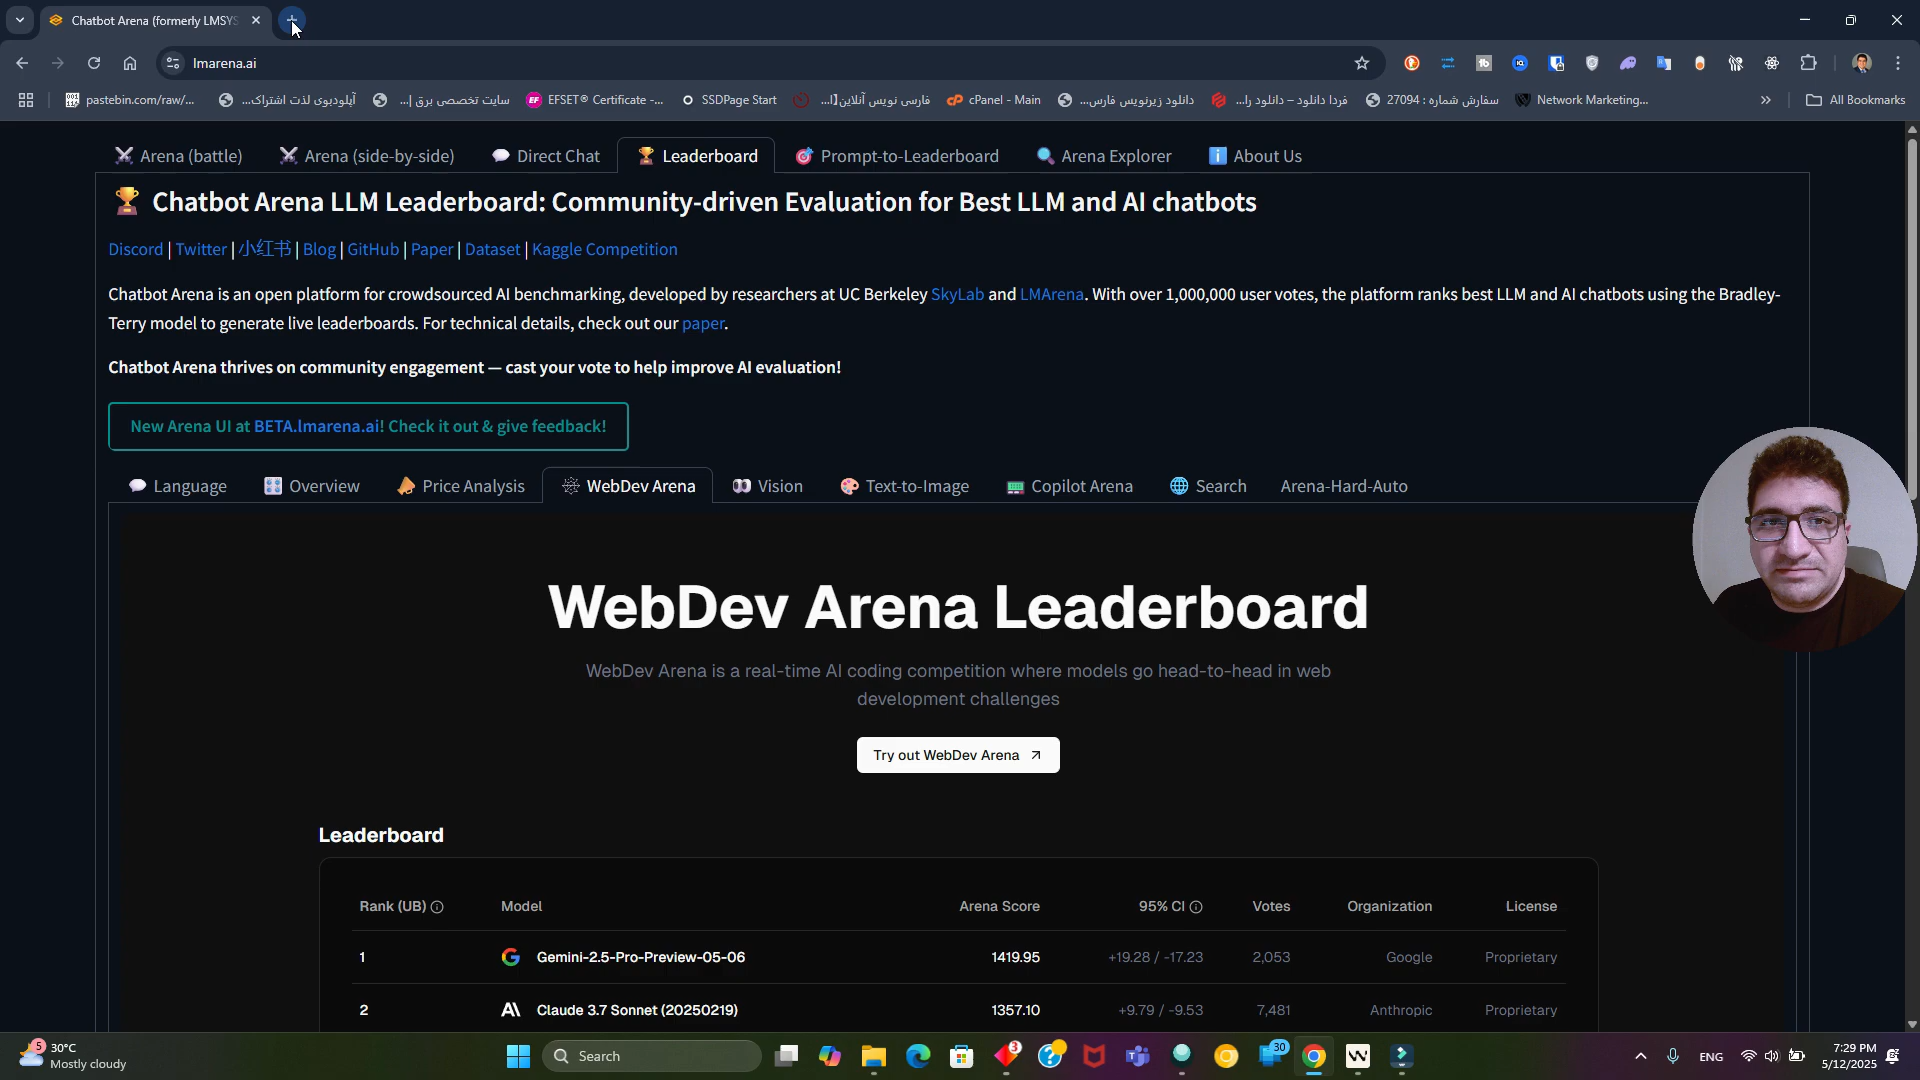 Chatbot Arena (formerly LMSYS
lmarena.ai
pastebin.com/raw/...
آپلودبوی لذت اشتراک...
سایت تخصصی برق |...
EF EFSET® Certificate -...
SSDPage Start
فارسی نویس آنلاین【ا...
cP cPanel - Main
دانلود زیرنویس فارس...
فردا دانلود – دانلود را...
سفارش شماره : 27094
Network Marketing...
All Bookmarks
Arena (battle)
Arena (side-by-side)
Direct Chat
Leaderboard
Prompt-to-Leaderboard
Arena Explorer
About Us
Chatbot Arena LLM Leaderboard: Community-driven Evaluation for Best LLM and AI chatbots
Discord | Twitter | 小红书 | Blog | GitHub | Paper | Dataset | Kaggle Competition
Chatbot Arena is an open platform for crowdsourced AI benchmarking, developed by researchers at UC Berkeley SkyLab and LMArena. With over 1,000,000 user votes, the platform ranks best LLM and AI chatbots using the Bradley-
Terry model to generate live leaderboards. For technical details, check out our paper.
Chatbot Arena thrives on community engagement — cast your vote to help improve AI evaluation!
New Arena UI at BETA.lmarena.ai! Check it out & give feedback!
Language
Overview
Price Analysis
WebDev Arena
Vision
Text-to-Image
Copilot Arena
Search
Arena-Hard-Auto
WebDev Arena Leaderboard
WebDev Arena is a real-time AI coding competition where models go head-to-head in web
development challenges
Try out WebDev Arena
Leaderboard
Rank (UB) Model Arena Score 95% CI Votes Organization License
1 Gemini-2.5-Pro-Preview-05-06 1419.95 +19.28 / -17.23 2,053 Google Proprietary
2 Claude 3.7 Sonnet (20250219) 1357.10 +9.79 / -9.53 7,481 Anthropic Proprietary
5
30°C
Mostly cloudy
Search
3
30
ENG
7:29 PM
5/12/2025